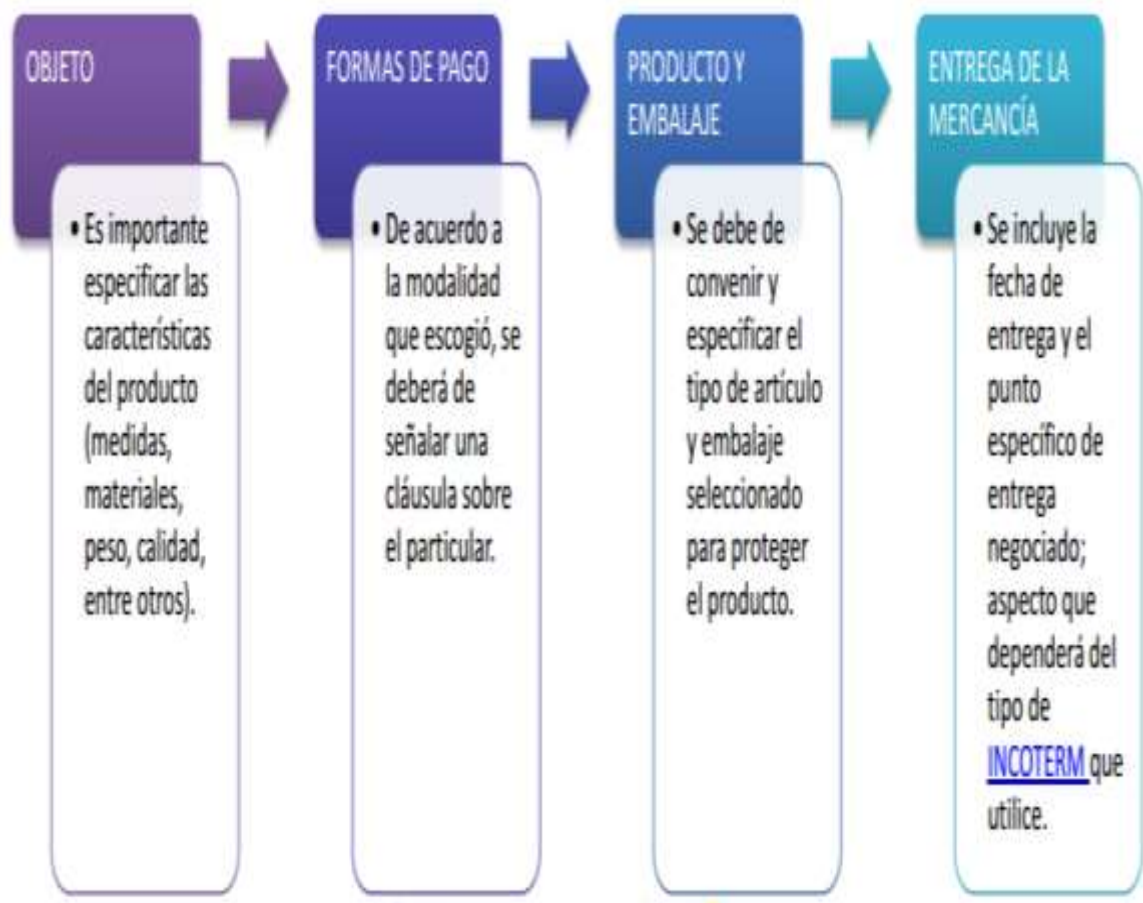 OBJETO
• Es importante
especificar las
características
del producto
(medidas,
materiales,
peso, calidad,
entre otros).
FORMAS DE PAGO
• De acuerdo a
la modalidad
que escogió, se
deberá de
señalar una
cláusula sobre
el particular.
PRODUCTO Y
EMBALAJE
• Se debe de
convenir y
especificar el
tipo de artículo
y embalaje
seleccionado
para proteger
el producto.
ENTREGA DE LA
MERCANCÍA
• Se incluye la
fecha de
entrega y el
punto
específico de
entrega
negociado;
aspecto que
dependerá del
tipo de
INCOTERM que
utilice.